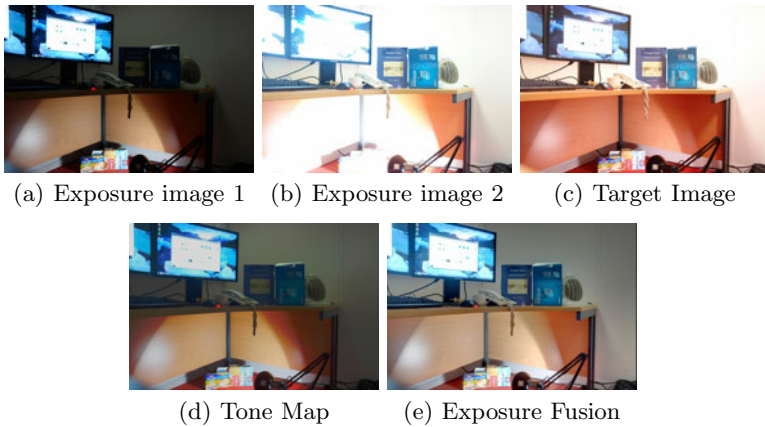 (a) Exposure image 1
(b) Exposure image 2
(c) Target Image
(d) Tone Map
(e) Exposure Fusion